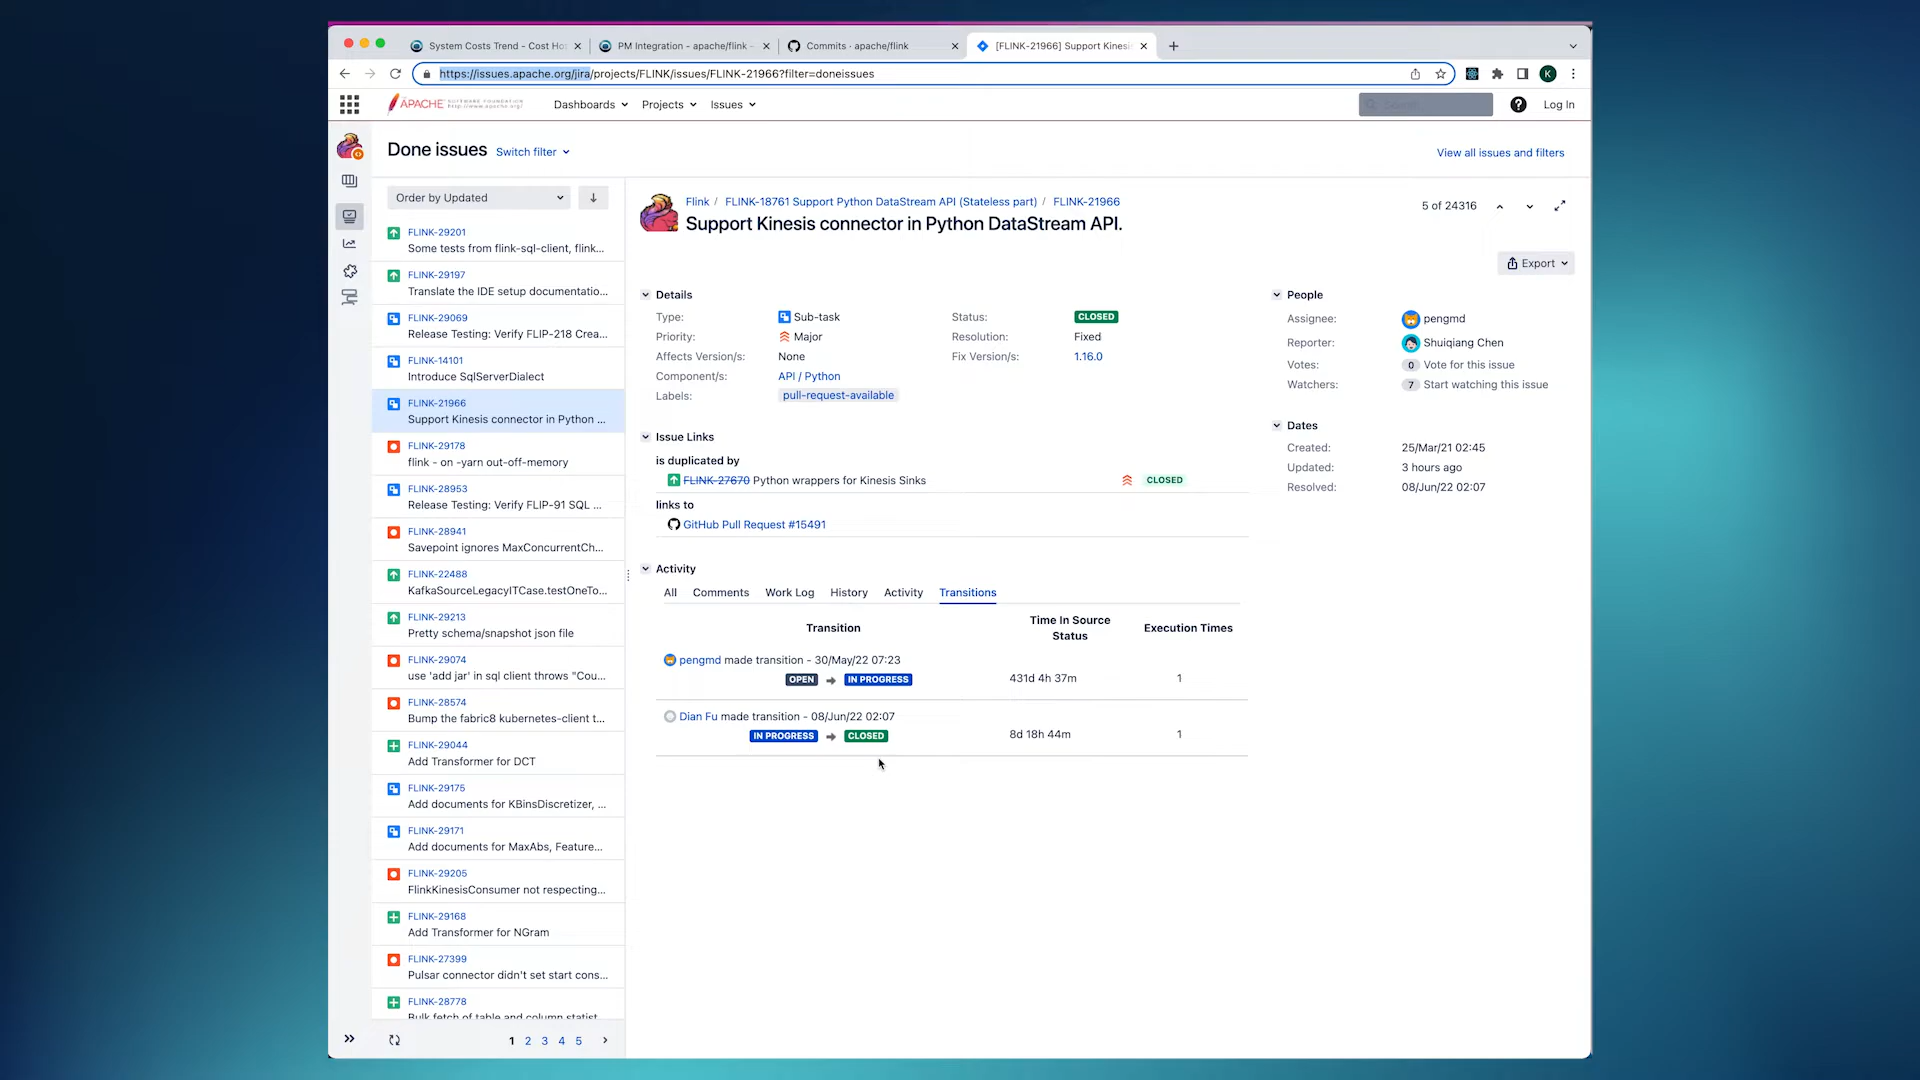 System Costs Trend - Cost Ho
PM Integration - apache/flink -
Commits · apache/flink
[FLINK-21966] Support Kinesis
https://issues.apache.org/jira/projects/FLINK/issues/FLINK-21966?filter=doneissues
K
APACHE SOFTWARE FOUNDATION
http://www.apache.org/
Dashboards
Projects
Issues
Log In
Done issues
Switch filter
View all issues and filters
Order by Updated
FLINK-29201
Some tests from flink-sql-client, flink...
FLINK-29197
Translate the IDE setup documentatio...
FLINK-29069
Release Testing: Verify FLIP-218 Crea...
FLINK-14101
Introduce SqlServerDialect
FLINK-21966
Support Kinesis connector in Python ...
FLINK-29178
flink - on -yarn out-off-memory
FLINK-28953
Release Testing: Verify FLIP-91 SQL ...
FLINK-28941
Savepoint ignores MaxConcurrentCh...
FLINK-22488
KafkaSourceLegacyITCase.testOneTo...
FLINK-29213
Pretty schema/snapshot json file
FLINK-29074
use 'add jar' in sql client throws "Cou...
FLINK-28574
Bump the fabric8 kubernetes-client t...
FLINK-29044
Add Transformer for DCT
FLINK-29175
Add documents for KBinsDiscretizer, ...
FLINK-29171
Add documents for MaxAbs, Feature...
FLINK-29205
FlinkKinesisConsumer not respecting...
FLINK-29168
Add Transformer for NGram
FLINK-27399
Pulsar connector didn't set start cons...
FLINK-28778
Bulk fetch of table and column statist
1 2 3 4 5
Flink / FLINK-18761 Support Python DataStream API (Stateless part) / FLINK-21966
Support Kinesis connector in Python DataStream API.
5 of 24316
Export
Details
Type: Sub-task
Status: CLOSED
Priority: Major
Resolution: Fixed
Affects Version/s: None
Fix Version/s: 1.16.0
Component/s: API / Python
Labels: pull-request-available
Issue Links
is duplicated by
FLINK-27670 Python wrappers for Kinesis Sinks CLOSED
links to
GitHub Pull Request #15491
Activity
All Comments Work Log History Activity Transitions
Transition
Time In Source Status
Execution Times
pengmd made transition - 30/May/22 07:23
OPEN IN PROGRESS 431d 4h 37m 1
Dian Fu made transition - 08/Jun/22 02:07
IN PROGRESS CLOSED 8d 18h 44m 1
People
Assignee: pengmd
Reporter: Shuiqiang Chen
Votes: 0 Vote for this issue
Watchers: 7 Start watching this issue
Dates
Created: 25/Mar/21 02:45
Updated: 3 hours ago
Resolved: 08/Jun/22 02:07